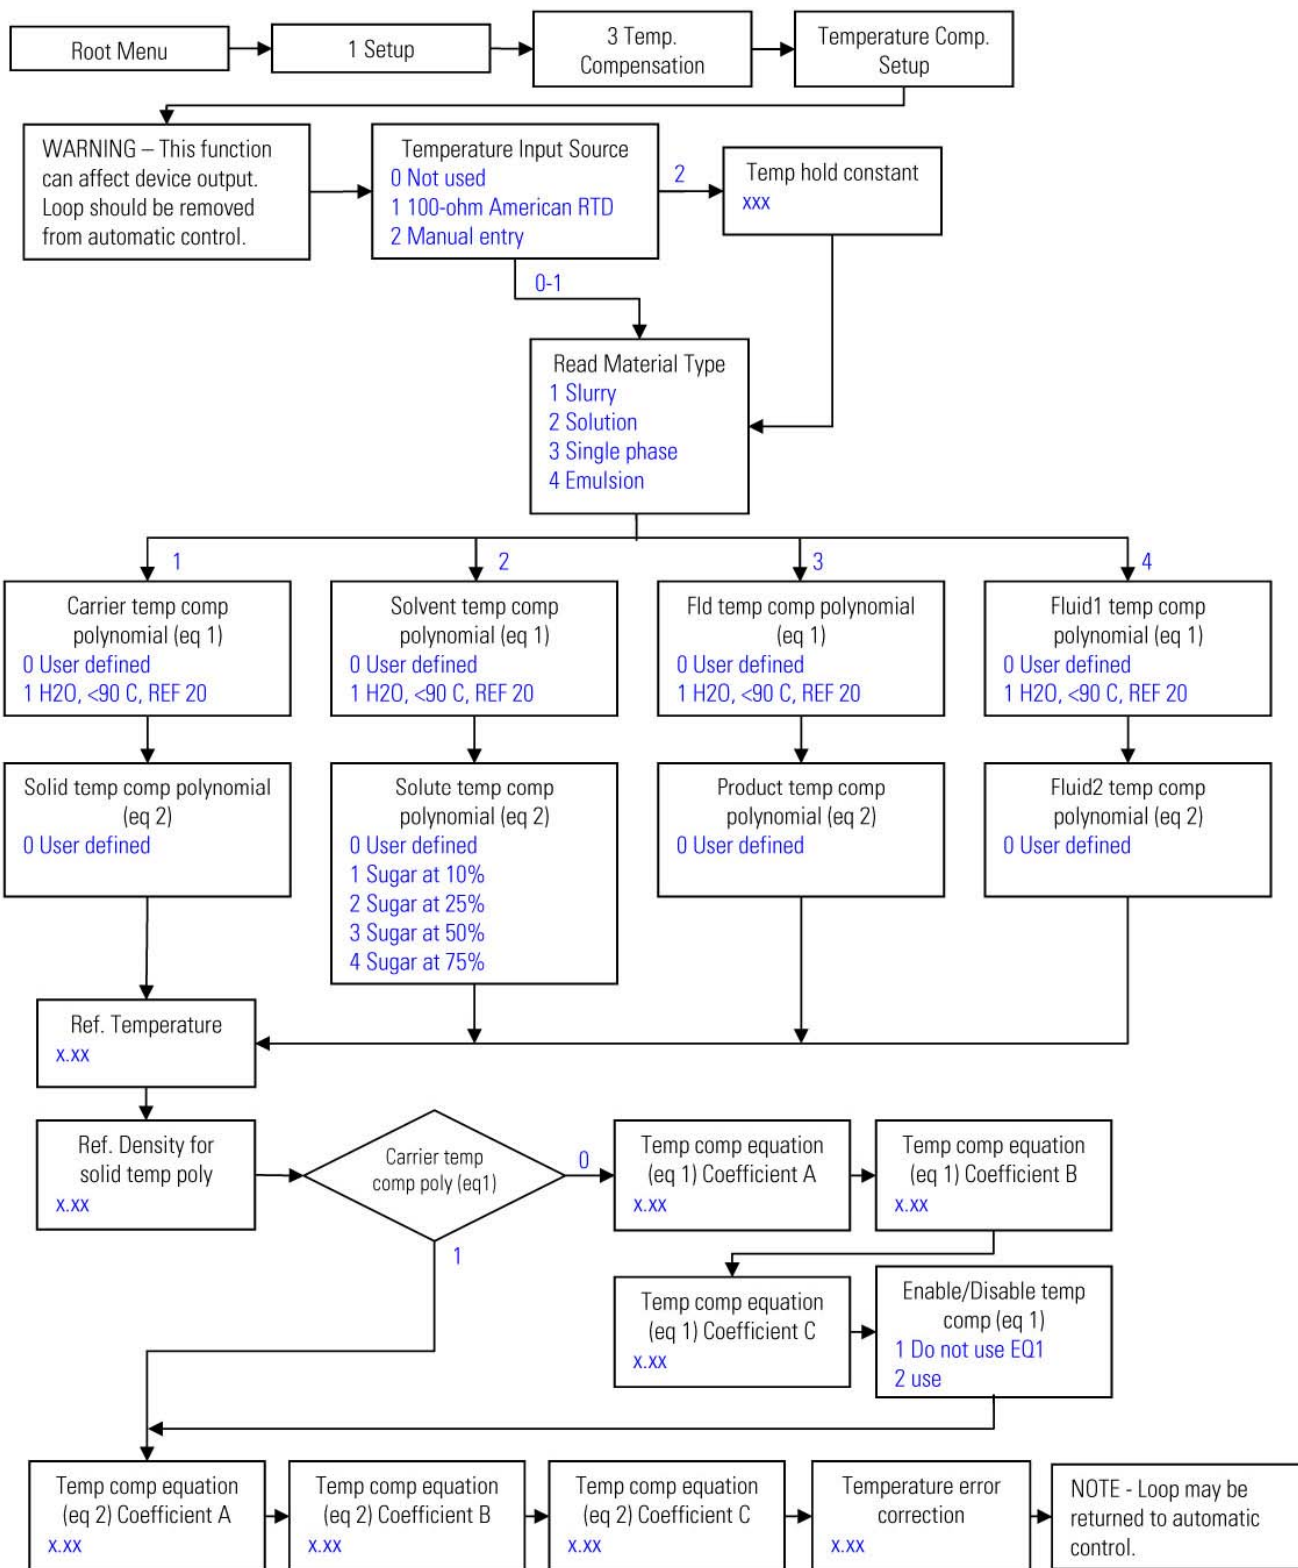 Root Menu
1 Setup
3 Temp.
Compensation
Temperature Comp.
Setup
WARNING – This function
can affect device output.
Loop should be removed
from automatic control.
Temperature Input Source
0 Not used
1 100-ohm American RTD
2 Manual entry
2
Temp hold constant
xxx
0-1
Read Material Type
1 Slurry
2 Solution
3 Single phase
4 Emulsion
1
2
3
4
Carrier temp comp
polynomial (eq 1)
0 User defined
1 H2O, <90 C, REF 20
Solvent temp comp
polynomial (eq 1)
0 User defined
1 H2O, <90 C, REF 20
Fld temp comp polynomial
(eq 1)
0 User defined
1 H2O, <90 C, REF 20
Fluid1 temp comp
polynomial (eq 1)
0 User defined
1 H2O, <90 C, REF 20
Solid temp comp polynomial
(eq 2)
0 User defined
Solute temp comp
polynomial (eq 2)
0 User defined
1 Sugar at 10%
2 Sugar at 25%
3 Sugar at 50%
4 Sugar at 75%
Product temp comp
polynomial (eq 2)
0 User defined
Fluid2 temp comp
polynomial (eq 2)
0 User defined
Ref. Temperature
x.xx
Ref. Density for
solid temp poly
x.xx
Carrier temp
comp poly (eq1)
0
1
Temp comp equation
(eq 1) Coefficient A
x.xx
Temp comp equation
(eq 1) Coefficient B
x.xx
Temp comp equation
(eq 1) Coefficient C
x.xx
Enable/Disable temp
comp (eq 1)
1 Do not use EQ1
2 use
Temp comp equation
(eq 2) Coefficient A
x.xx
Temp comp equation
(eq 2) Coefficient B
x.xx
Temp comp equation
(eq 2) Coefficient C
x.xx
Temperature error
correction
x.xx
NOTE - Loop may be
returned to automatic
control.